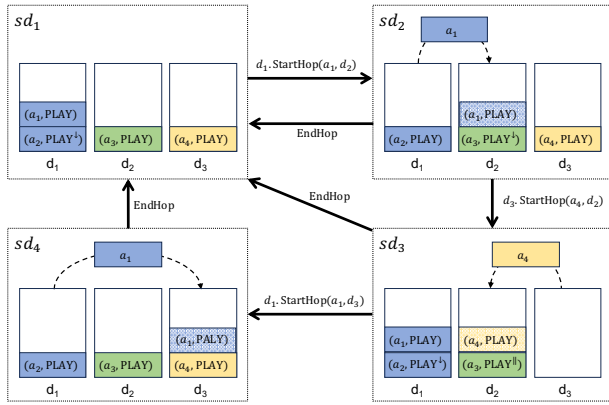 sd₁
(a₁, PLAY)
(a₂, PLAY↓)
(a₃, PLAY)
(a₄, PLAY)
d₁
d₂
d₃
d₁.StartHop(a₁, d₂)
EndHop
sd₂
a₁
(a₂, PLAY)
(a₁, PLAY)
(a₃, PLAY↓)
(a₄, PLAY)
d₁
d₂
d₃
EndHop
EndHop
d₃.StartHop(a₄, d₂)
sd₄
a₁
(a₂, PLAY)
(a₃, PLAY)
(a₁, PALY)
(a₄, PLAY)
d₁
d₂
d₃
d₁.StartHop(a₁, d₃)
sd₃
a₄
(a₁, PLAY)
(a₂, PLAY↓)
(a₄, PLAY)
(a₃, PLAY‖)
d₁
d₂
d₃